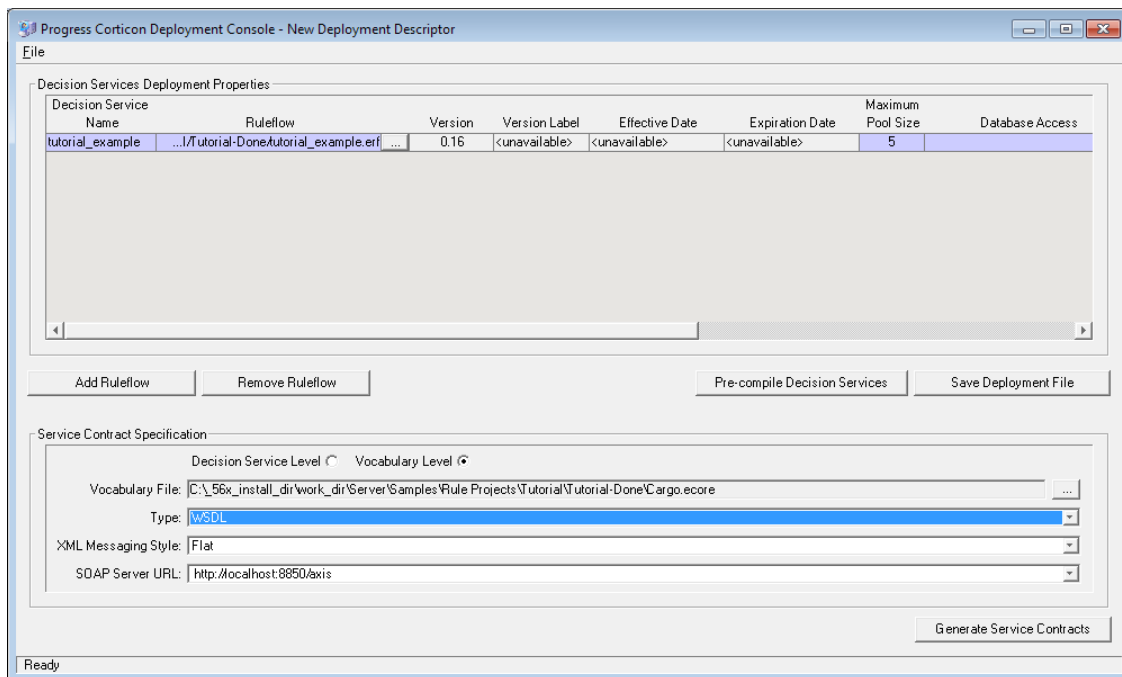 Progress Corticon Deployment Console - New Deployment Descriptor
File
Decision Services Deployment Properties
Decision Service Maximum
Name Ruleflow Version Version Label Effective Date Expiration Date Pool Size Database Access
tutorial_example ...l/Tutorial-Done/tutorial_example.erf ... 0.16 <unavailable> <unavailable> <unavailable> 5
Add Ruleflow Remove Ruleflow Pre-compile Decision Services Save Deployment File
Service Contract Specification
Decision Service Level Vocabulary Level
Vocabulary File: C:\_56x_install_dir\work_dir\Server\Samples\Rule Projects\Tutorial\Tutorial-Done\Cargo.ecore ...
Type: WSDL
XML Messaging Style: Flat
SOAP Server URL: http://localhost:8850/axis
Generate Service Contracts
Ready